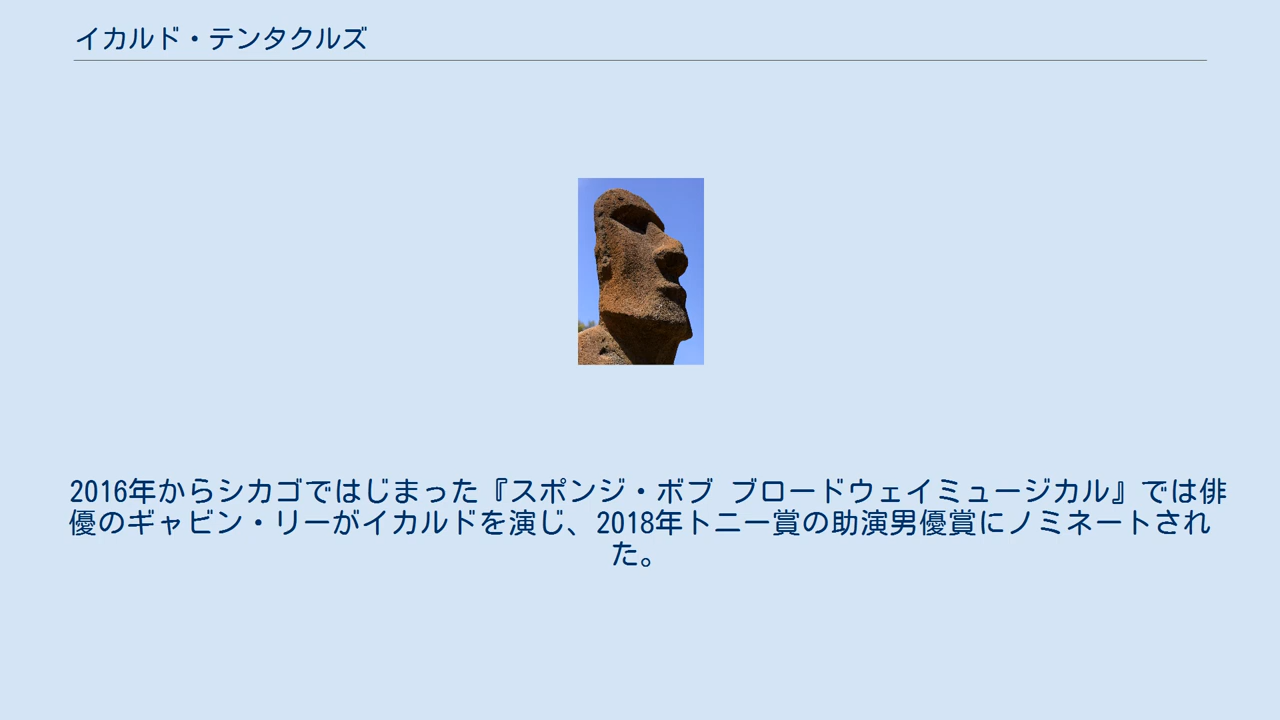 イカルド・テンタクルズ
2016年からシカゴではじまった『スポンジ・ボブ ブロードウェイミュージカル』では俳
優のギャビン・リーがイカルドを演じ、2018年トニー賞の助演男優賞にノミネートされ
た。